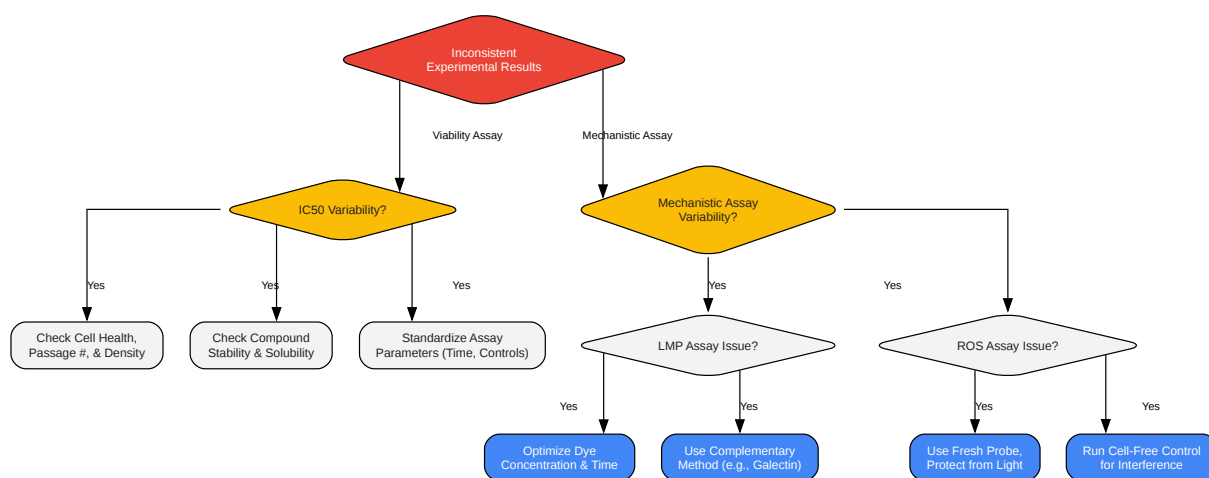 Inconsistent
Experimental Results
Viability Assay
Mechanistic Assay
IC50 Variability?
Mechanistic Assay
Variability?
Yes
Yes
Yes
Yes
Yes
Check Cell Health,
Passage #, & Density
Check Compound
Stability & Solubility
Standardize Assay
Parameters (Time, Controls)
LMP Assay Issue?
ROS Assay Issue?
Yes
Yes
Yes
Yes
Optimize Dye
Concentration & Time
Use Complementary
Method (e.g., Galectin)
Use Fresh Probe,
Protect from Light
Run Cell-Free Control
for Interference